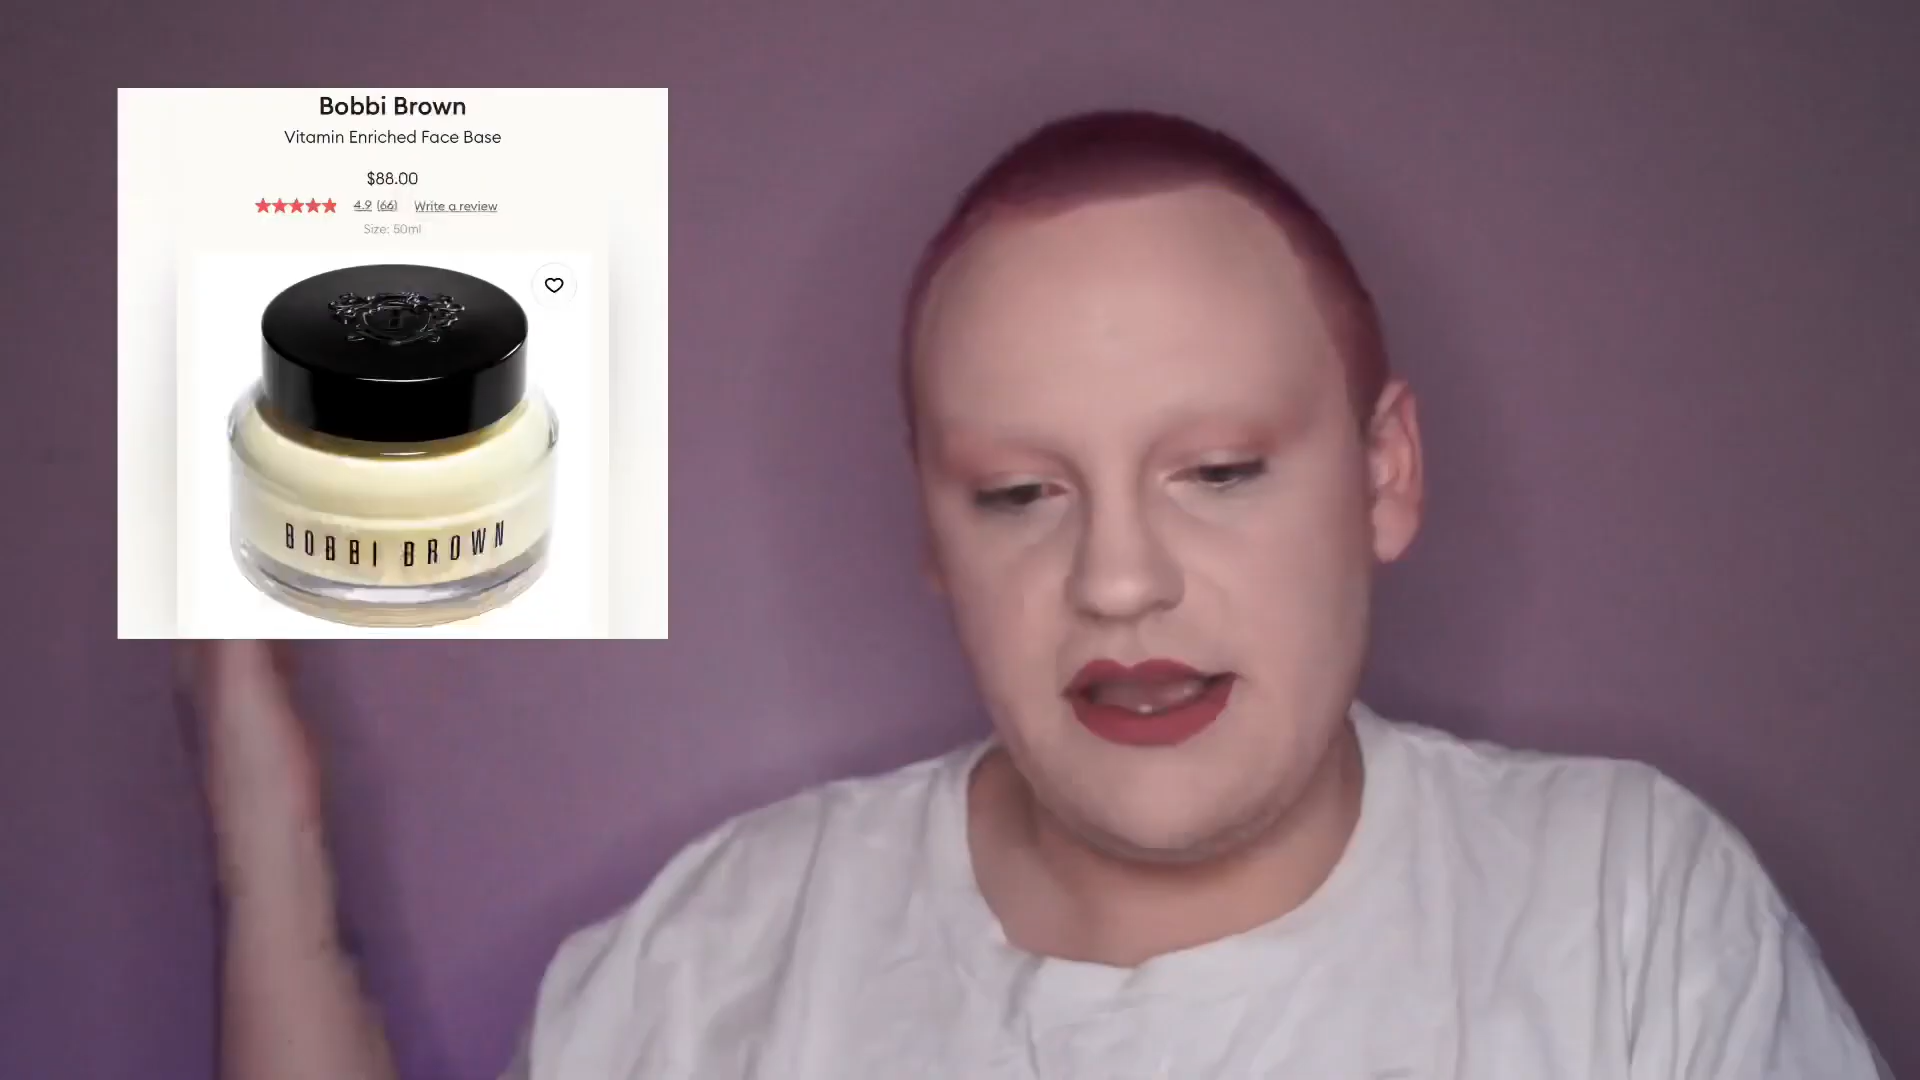 Bobbi Brown
Vitamin Enriched Face Base
$88.00
4.9 (66) Write a review
Size: 50ml
BOBBI BROWN